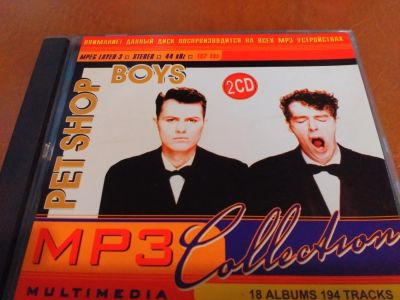 ВНИМАНИЕ! ДАННЫЙ ДИСК ВОСПРОИЗВОДИТСЯ НА ВСЕХ MP3 УСТРОЙСТВАХ
MPEG LAYER-3 STEREO 44 kHz
PET SHOP
BOYS
2CD
MP3 Collection
MULTIMEDIA
18 ALBUMS 194 TRACKS